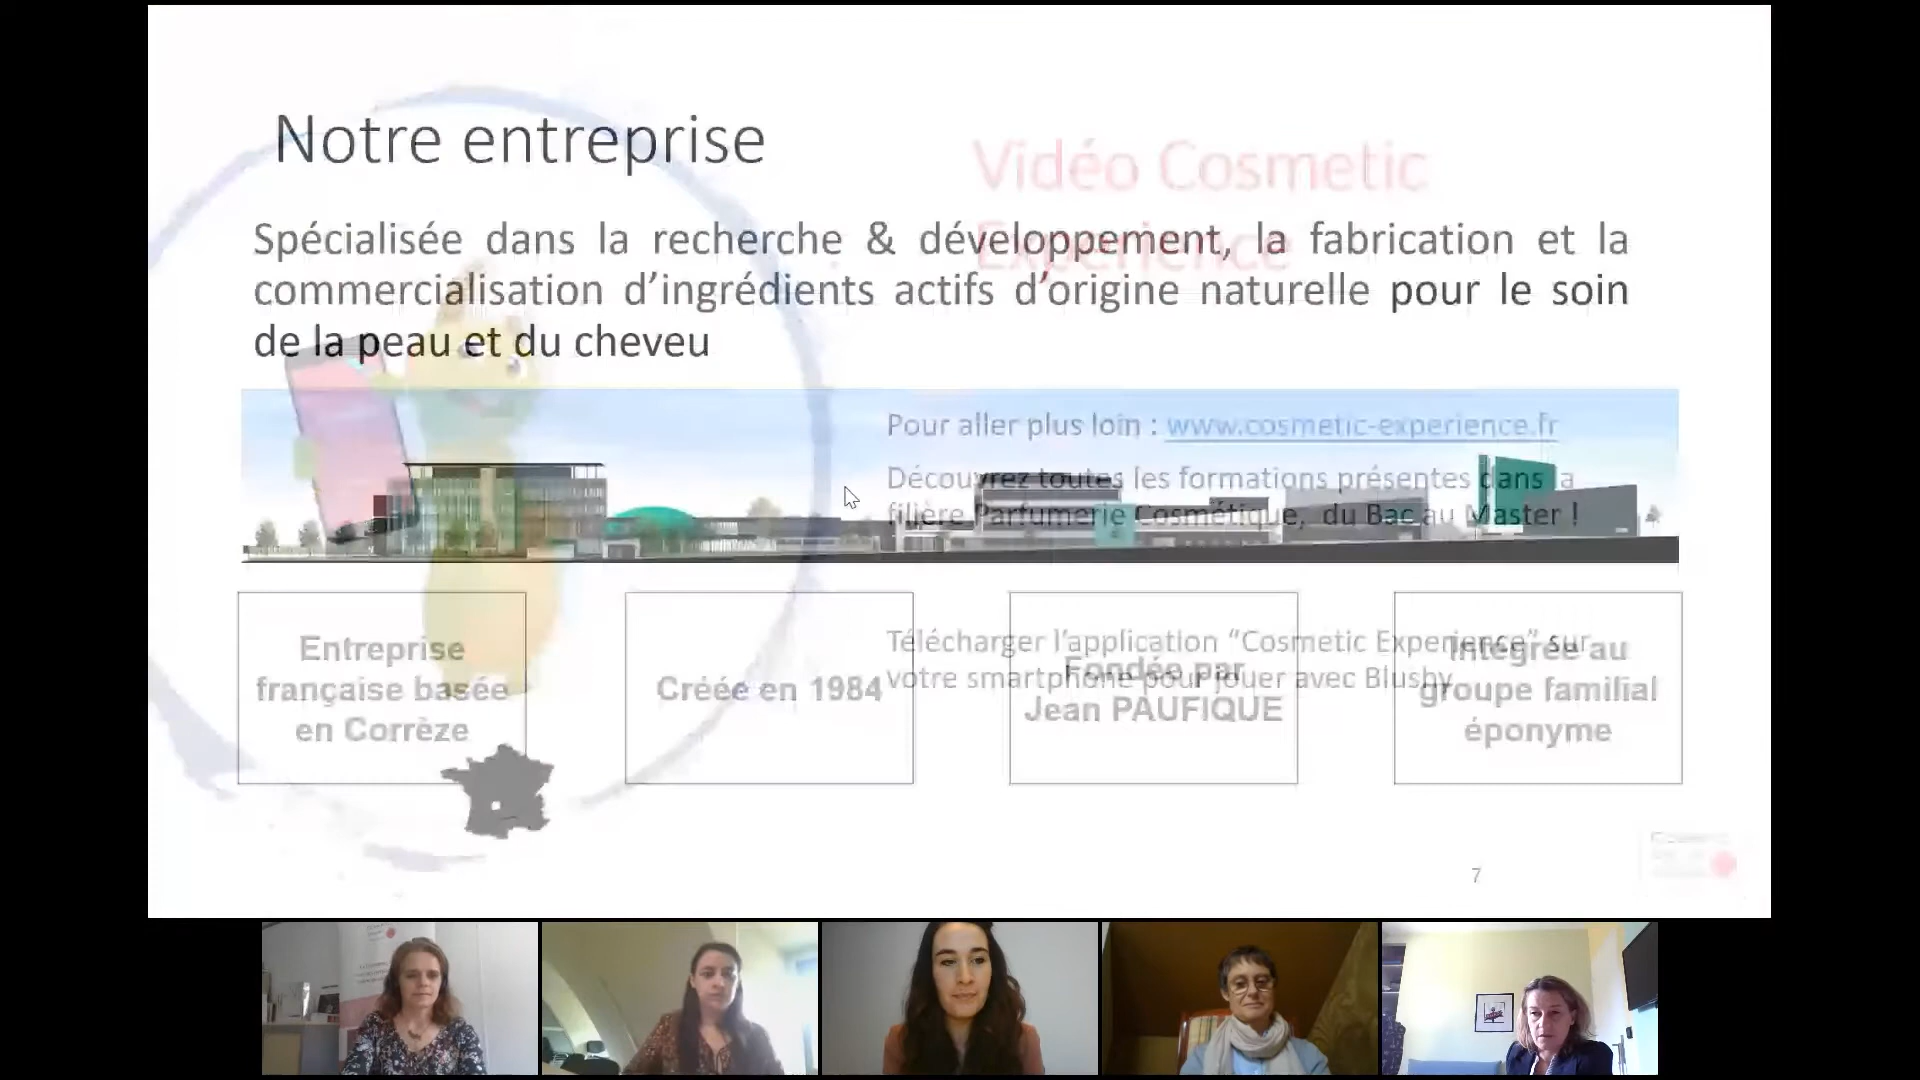 Notre entreprise
Vidéo Cosmetic
Experience
Spécialisée dans la recherche & développement, la fabrication et la
commercialisation d’ingrédients actifs d’origine naturelle pour le soin
de la peau et du cheveu
Pour aller plus loin : www.cosmetic-experience.fr
Découvrez toutes les formations présentes dans la
filière Parfumerie Cosmétique, du Bac au Master !
Télécharger l’application “Cosmetic Experience” sur
votre smartphone pour jouer avec Blushy
Entreprise
française basée
en Corrèze
Créée en 1984
Fondée par
Jean PAUFIQUE
Intégrée au
groupe familial
éponyme
7